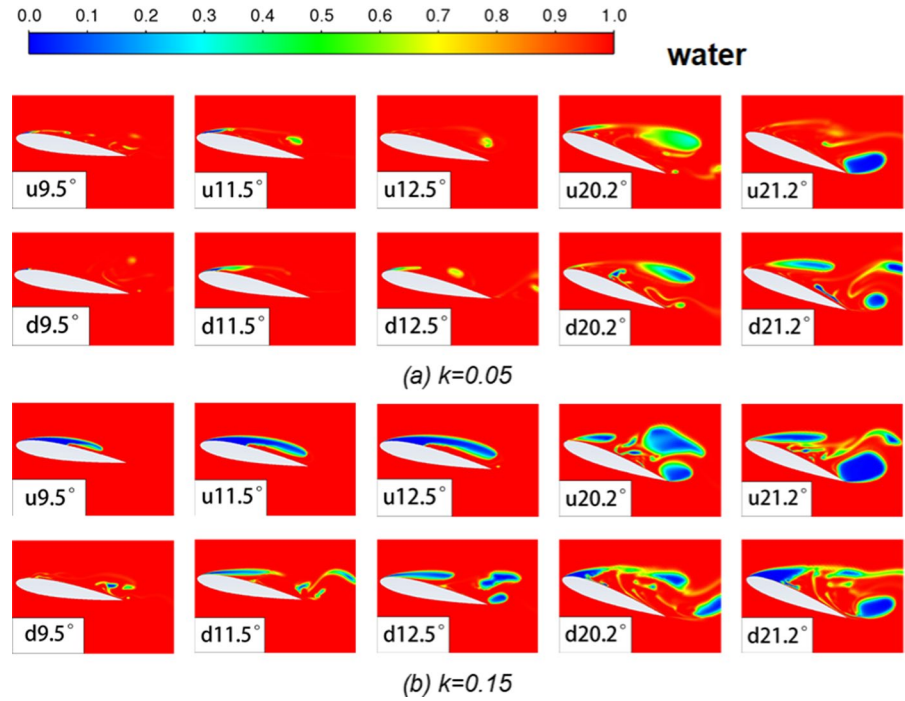 0.0 0.1 0.2 0.3 0.4 0.5 0.6 0.7 0.8 0.9 1.0
water
u9.5° u11.5° u12.5° u20.2° u21.2°
d9.5° d11.5° d12.5° d20.2° d21.2°
(a) k=0.05
u9.5° u11.5° u12.5° u20.2° u21.2°
d9.5° d11.5° d12.5° d20.2° d21.2°
(b) k=0.15